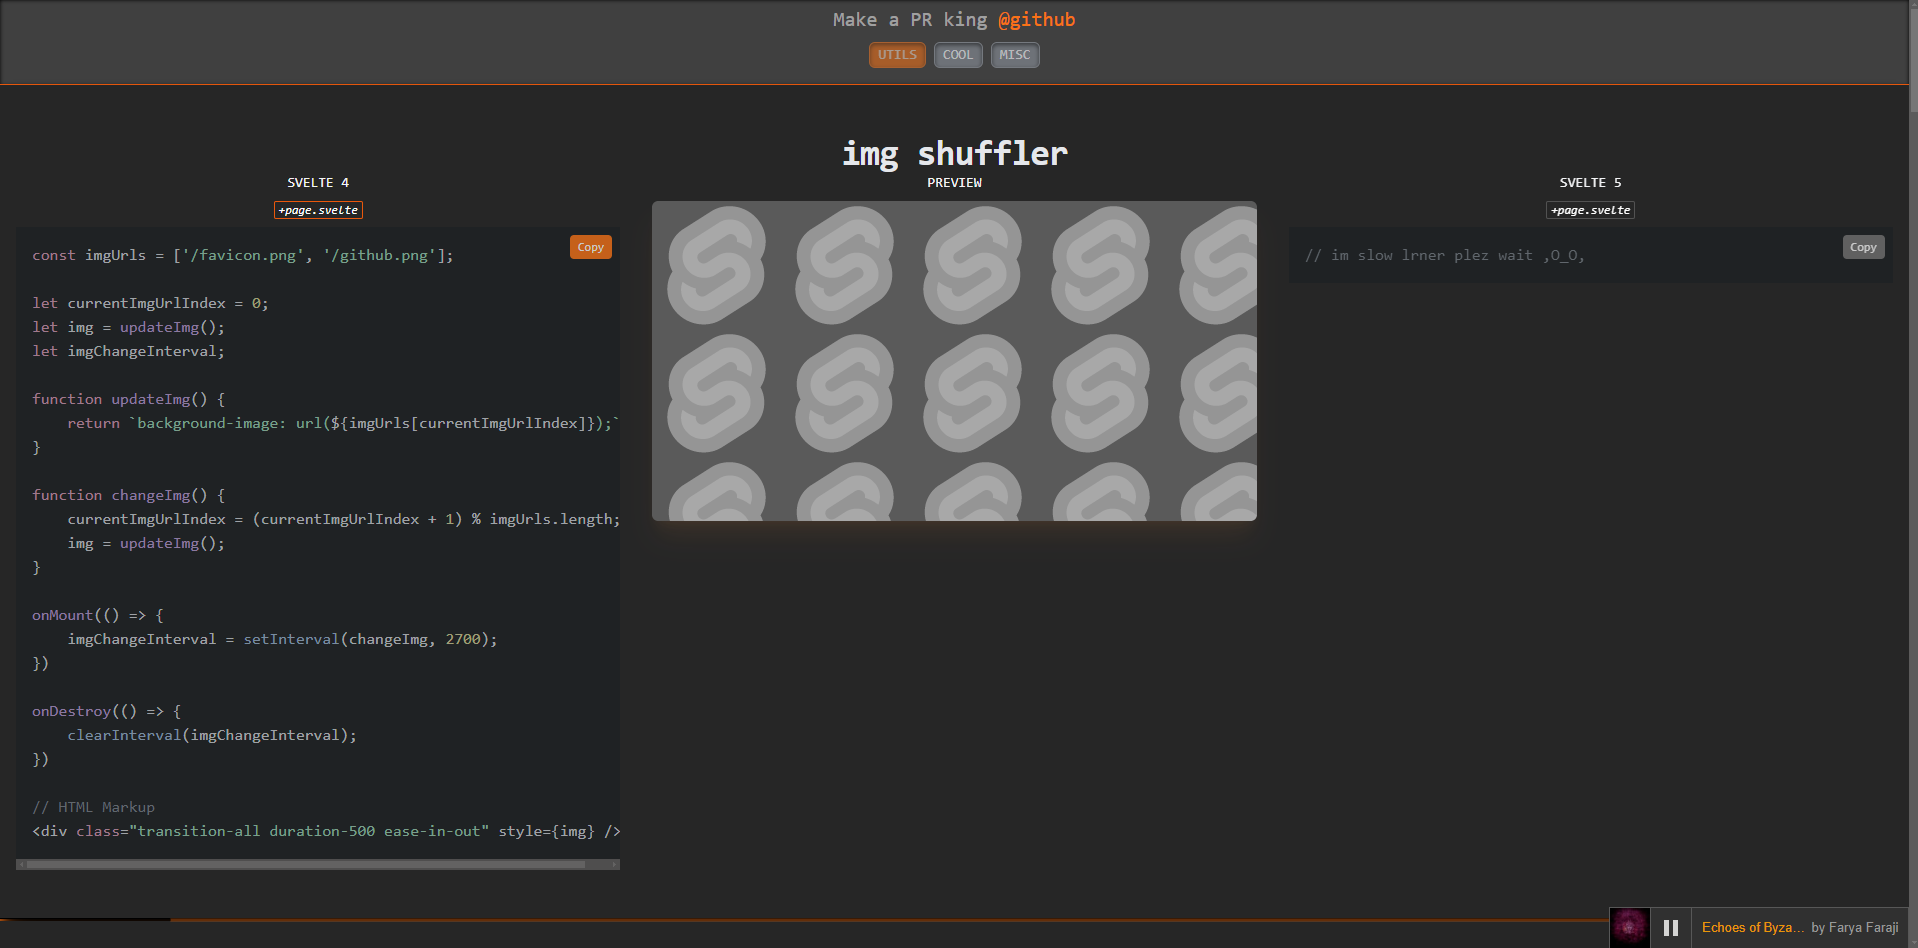 Make a PR king @github
UTILS COOL MISC
img shuffler
SVELTE 4
+page.svelte
Copy
const imgUrls = ['/favicon.png', '/github.png'];
let currentImgUrlIndex = 0;
let img = updateImg();
let imgChangeInterval;
function updateImg() {
return `background-image: url(${imgUrls[currentImgUrlIndex]});`
}
function changeImg() {
currentImgUrlIndex = (currentImgUrlIndex + 1) % imgUrls.length;
img = updateImg();
}
onMount(() => {
imgChangeInterval = setInterval(changeImg, 2700);
})
onDestroy(() => {
clearInterval(imgChangeInterval);
})
// HTML Markup
<div class="transition-all duration-500 ease-in-out" style={img} />
PREVIEW
SVELTE 5
+page.svelte
Copy
// im slow lrner plez wait ,O_O,
Echoes of Byza... by Farya Faraji